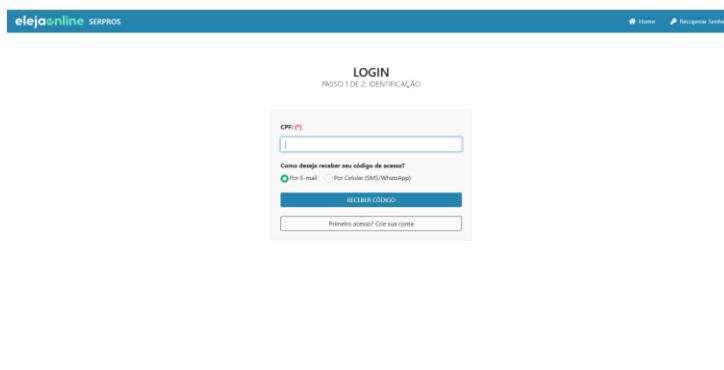 elejaonline SERPROS
Home
Recuperar Senha
LOGIN
PASSO 1 DE 2: IDENTIFICAÇÃO
CPF: (*)
Como deseja receber seu código de acesso?
Por E-mail Por Celular (SMS/WhatsApp)
RECEBER CÓDIGO
Primeiro acesso? Crie sua conta